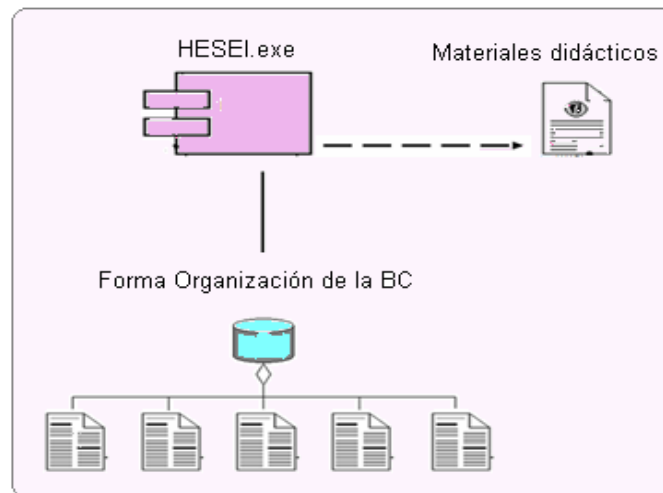 HESEI.exe
Materiales didácticos
Forma Organización de la BC